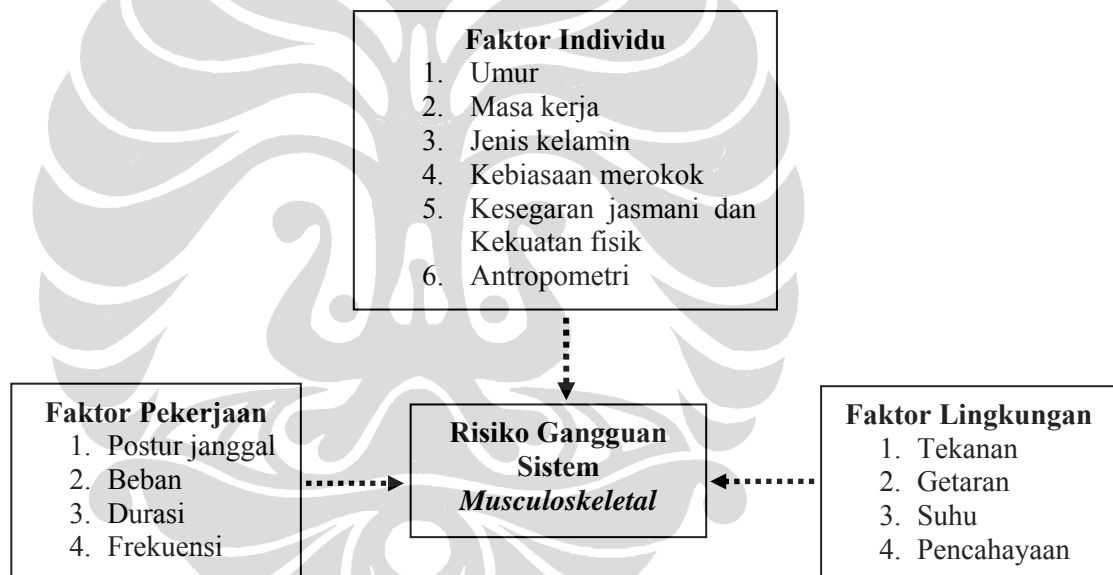 Faktor Individu
1. Umur
2. Masa kerja
3. Jenis kelamin
4. Kebiasaan merokok
5. Kesegaran jasmani dan
Kekuatan fisik
6. Antropometri
Faktor Pekerjaan
1. Postur janggal
2. Beban
3. Durasi
4. Frekuensi
Risiko Gangguan
Sistem
Musculoskeletal
Faktor Lingkungan
1. Tekanan
2. Getaran
3. Suhu
4. Pencahayaan